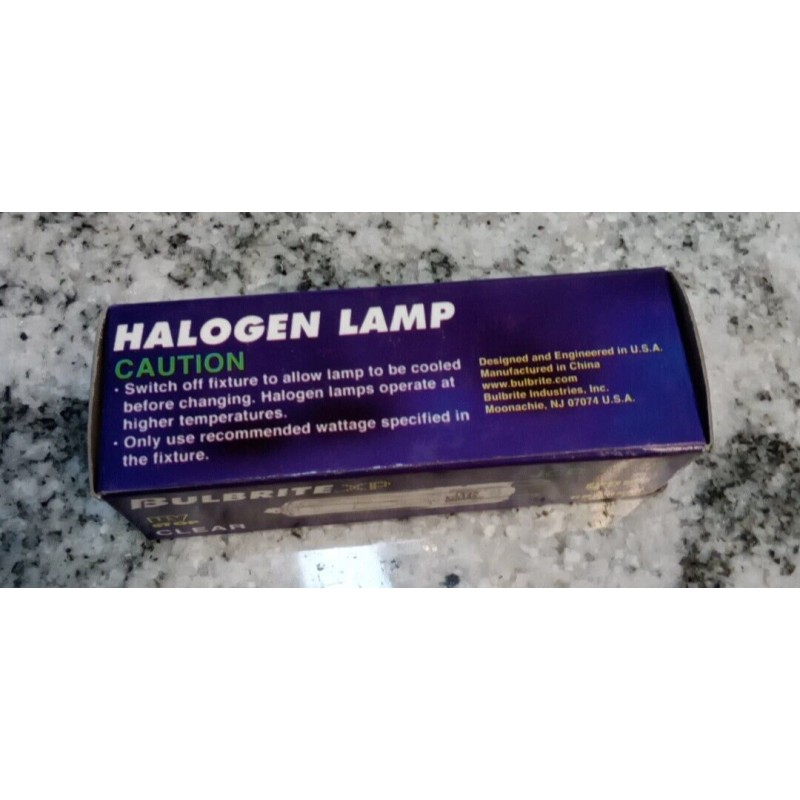 HALOGEN LAMP
CAUTION
· Switch off fixture to allow lamp to be cooled
before changing. Halogen lamps operate at
higher temperatures.
· Only use recommended wattage specified in
the fixture.
Designed and Engineered in U.S.A.
Manufactured in China
www.bulbrite.com
Bulbrite Industries, Inc.
Moonachie, NJ 07074 U.S.A.
BULBRITE XP
CLEAR